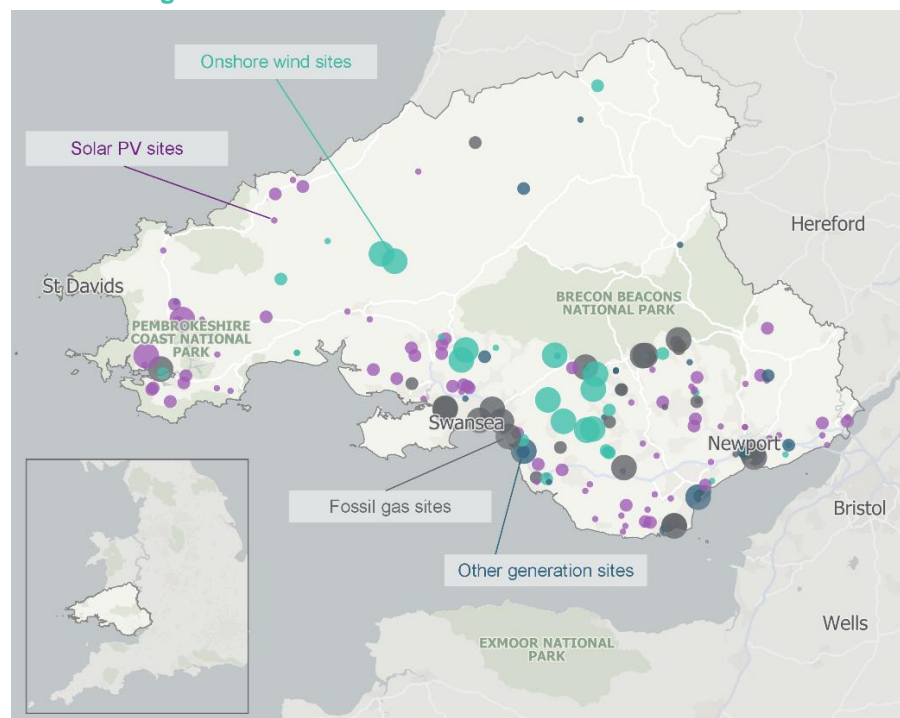 Onshore wind sites
Solar PV sites
Hereford
St Davids
BRECON BEACONS
NATIONAL PARK
PEMBROKESHIRE
COAST NATIONAL
PARK
Swansea
Newport
Fossil gas sites
Bristol
Other generation sites
Wells
EXMOOR NATIONAL
PARK